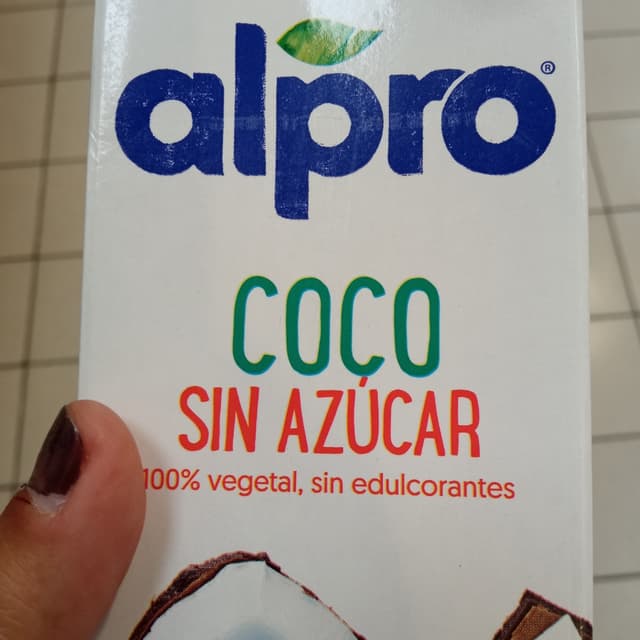 alpro®
COCO
SIN AZÚCAR
100% vegetal, sin edulcorantes